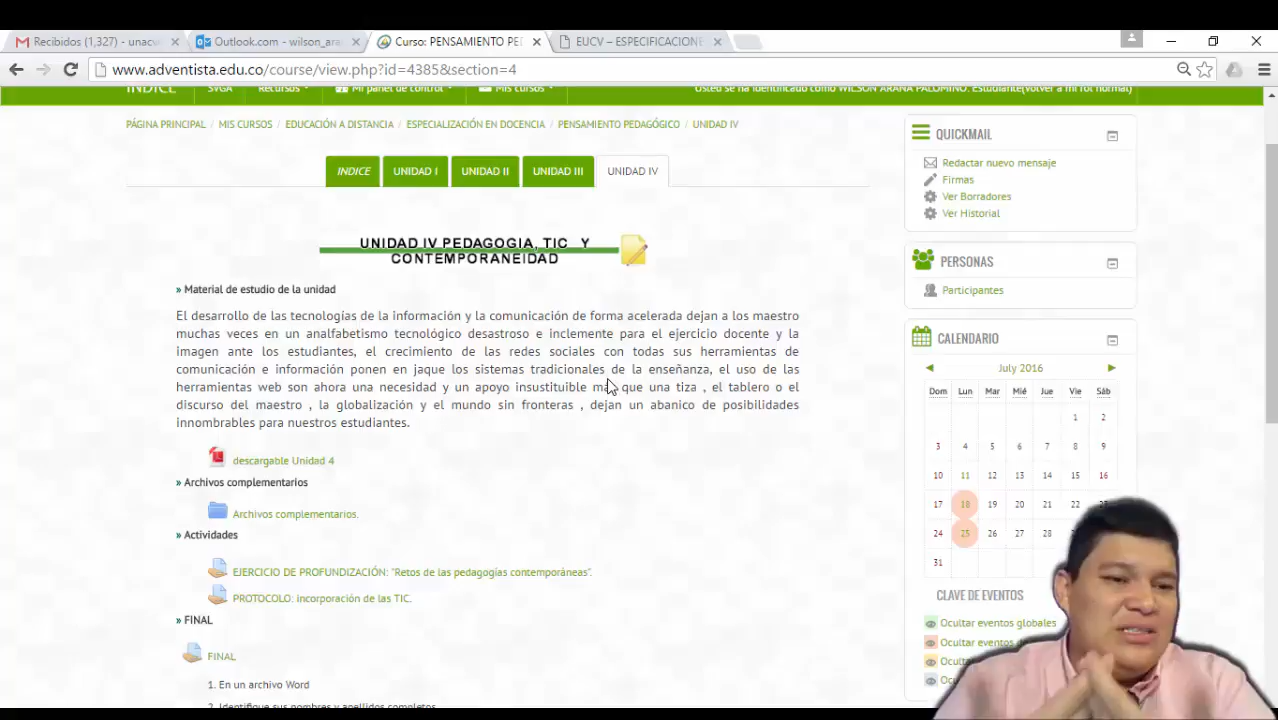 Recibidos (1,327) - unacv
Outlook.com - wilson_ara
Curso: PENSAMIENTO PED
EUCV – ESPECIFICACION
www.adventista.edu.co/course/view.php?id=4385&section=4
INDICE
SVGA
Recursos
Mi panel de control
Mis cursos
Usted se ha identificado como WILSON ARANA PALOMINO: Estudiante(Volver a mi rol normal)
PÁGINA PRINCIPAL / MIS CURSOS / EDUCACIÓN A DISTANCIA / ESPECIALIZACIÓN EN DOCENCIA / PENSAMIENTO PEDAGÓGICO / UNIDAD IV
INDICE
UNIDAD I
UNIDAD II
UNIDAD III
UNIDAD IV
UNIDAD IV PEDAGOGIA, TIC Y
CONTEMPORANEIDAD
» Material de estudio de la unidad
El desarrollo de las tecnologías de la información y la comunicación de forma acelerada dejan a los maestro
muchas veces en un analfabetismo tecnológico desastroso e inclemente para el ejercicio docente y la
imagen ante los estudiantes, el crecimiento de las redes sociales con todas sus herramientas de
comunicación e información ponen en jaque los sistemas tradicionales de la enseñanza, el uso de las
herramientas web son ahora una necesidad y un apoyo insustituible más que una tiza , el tablero o el
discurso del maestro , la globalización y el mundo sin fronteras , dejan un abanico de posibilidades
innombrables para nuestros estudiantes.
descargable Unidad 4
» Archivos complementarios
Archivos complementarios.
» Actividades
EJERCICIO DE PROFUNDIZACIÓN: "Retos de las pedagogías contemporáneas".
PROTOCOLO: incorporación de las TIC.
» FINAL
FINAL
1. En un archivo Word
2. Identifique sus nombres y apellidos completos
QUICKMAIL
Redactar nuevo mensaje
Firmas
Ver Borradores
Ver Historial
PERSONAS
Participantes
CALENDARIO
July 2016
Dom Lun Mar Mié Jue Vie Sáb
1 2
3 4 5 6 7 8 9
10 11 12 13 14 15 16
17 18 19 20 21 22 23
24 25 26 27 28
31
CLAVE DE EVENTOS
Ocultar eventos globales
Ocultar eventos